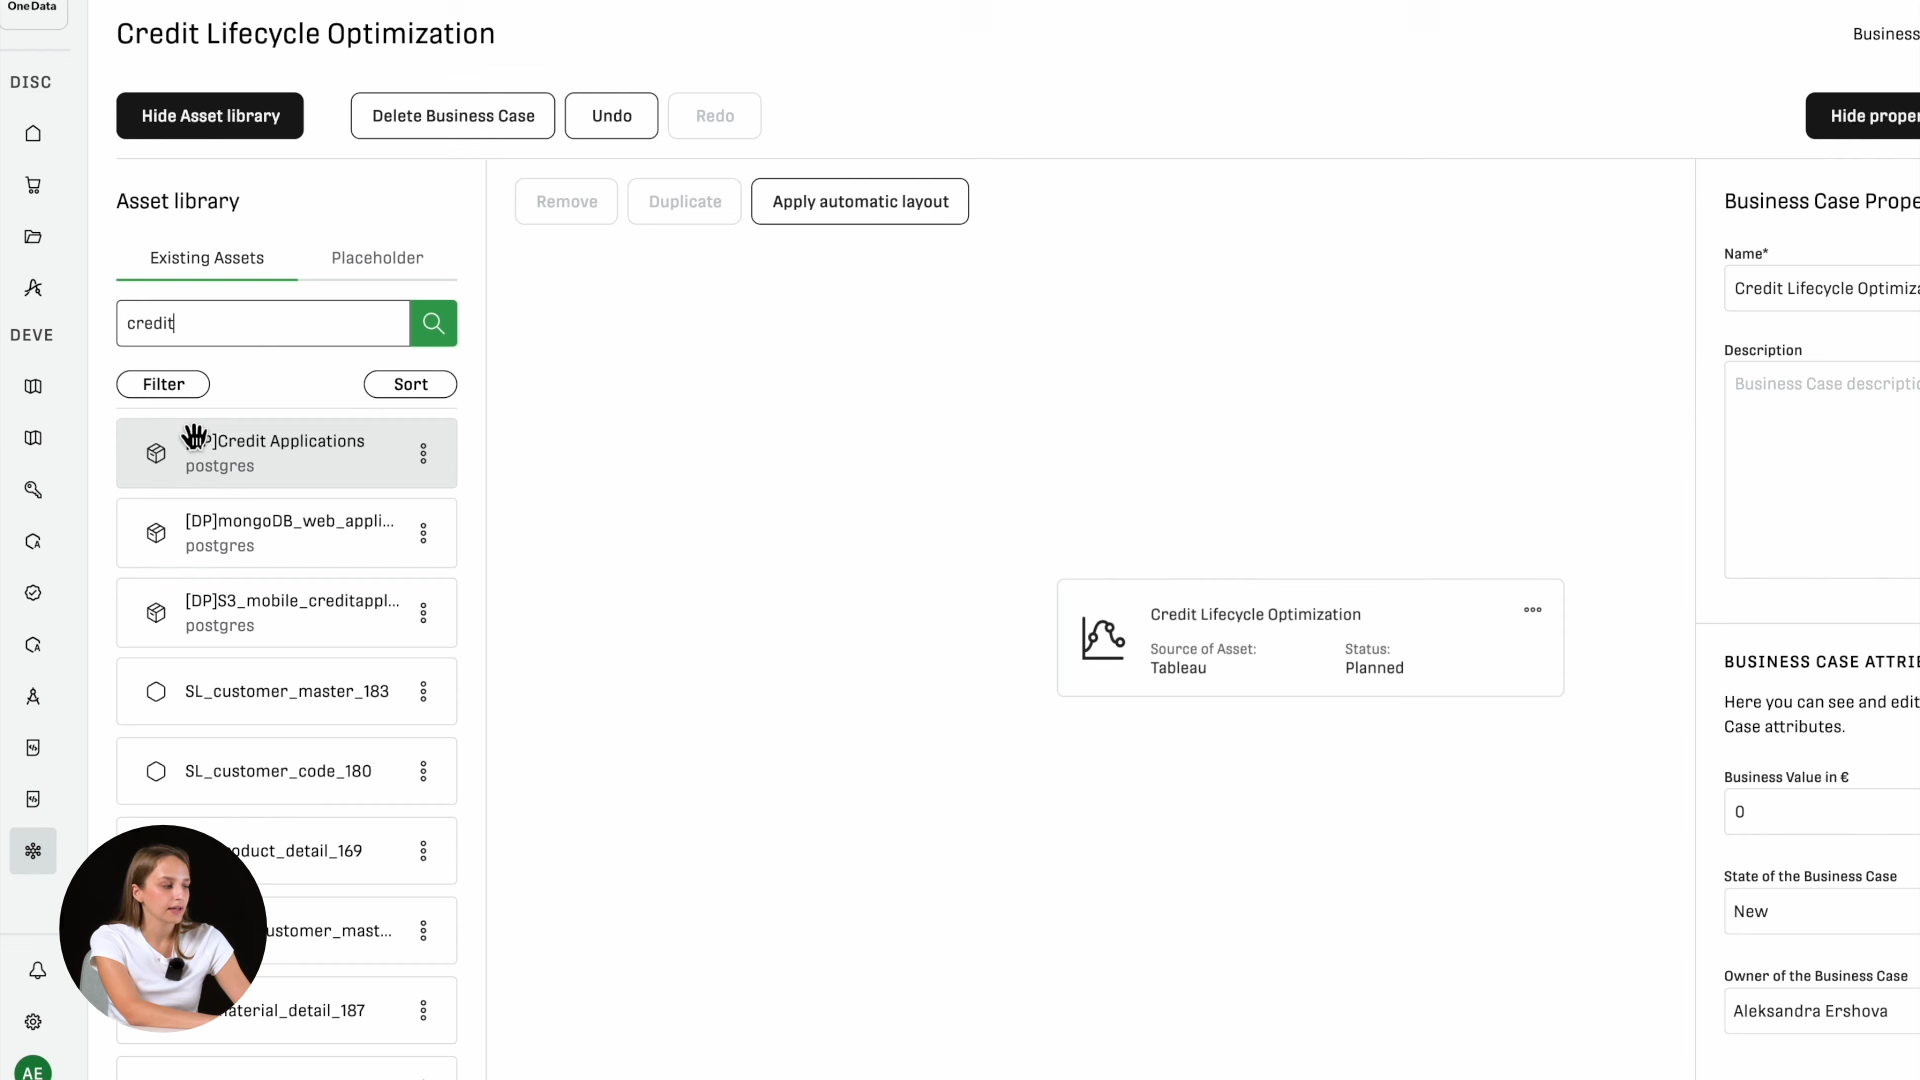 One Data
Credit Lifecycle Optimization
Business
DISC
Hide Asset library
Delete Business Case
Undo
Redo
Hide proper
Asset library
Remove
Duplicate
Apply automatic layout
Business Case Prope
Existing Assets
Placeholder
Name*
Credit Lifecycle Optimiza
credit
DEVE
Description
Business Case descriptio
Filter
Sort
P]Credit Applications
postgres
[DP]mongoDB_web_appli...
postgres
[DP]S3_mobile_creditappl...
postgres
Credit Lifecycle Optimization
Source of Asset:
Status:
Tableau
Planned
BUSINESS CASE ATTRI
Here you can see and edit
Case attributes.
SL_customer_master_183
SL_customer_code_180
Business Value in €
0
oduct_detail_169
State of the Business Case
New
ustomer_mast...
Owner of the Business Case
Aleksandra Ershova
aterial_detail_187
AE